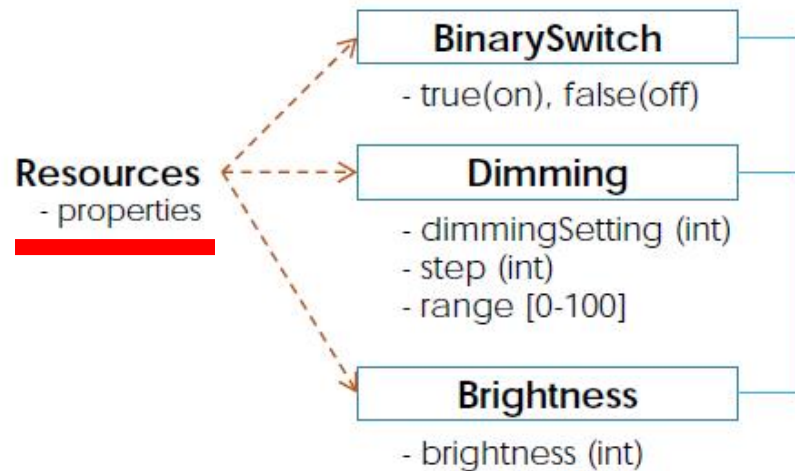 BinarySwitch
- true(on), false(off)
Resources
- properties
Dimming
- dimmingSetting (int)
- step (int)
- range [0-100]
Brightness
- brightness (int)